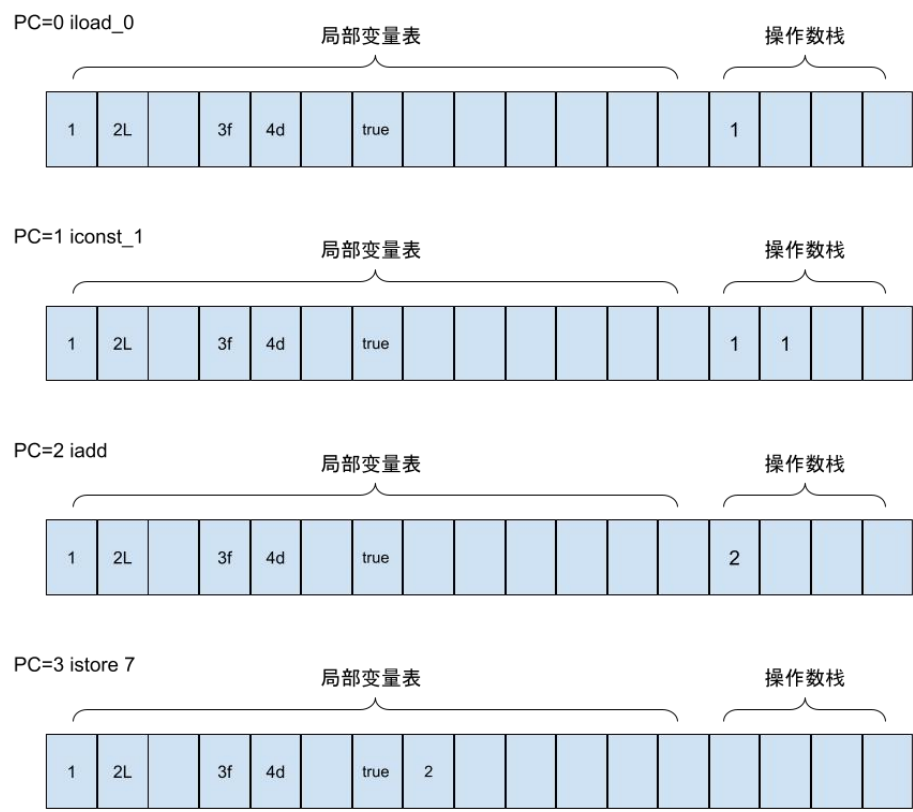 PC=0 iload_0
局部变量表 操作数栈
1 2L 3f 4d true 1
PC=1 iconst_1
局部变量表 操作数栈
1 2L 3f 4d true 1 1
PC=2 iadd
局部变量表 操作数栈
1 2L 3f 4d true 2
PC=3 istore 7
局部变量表 操作数栈
1 2L 3f 4d true 2